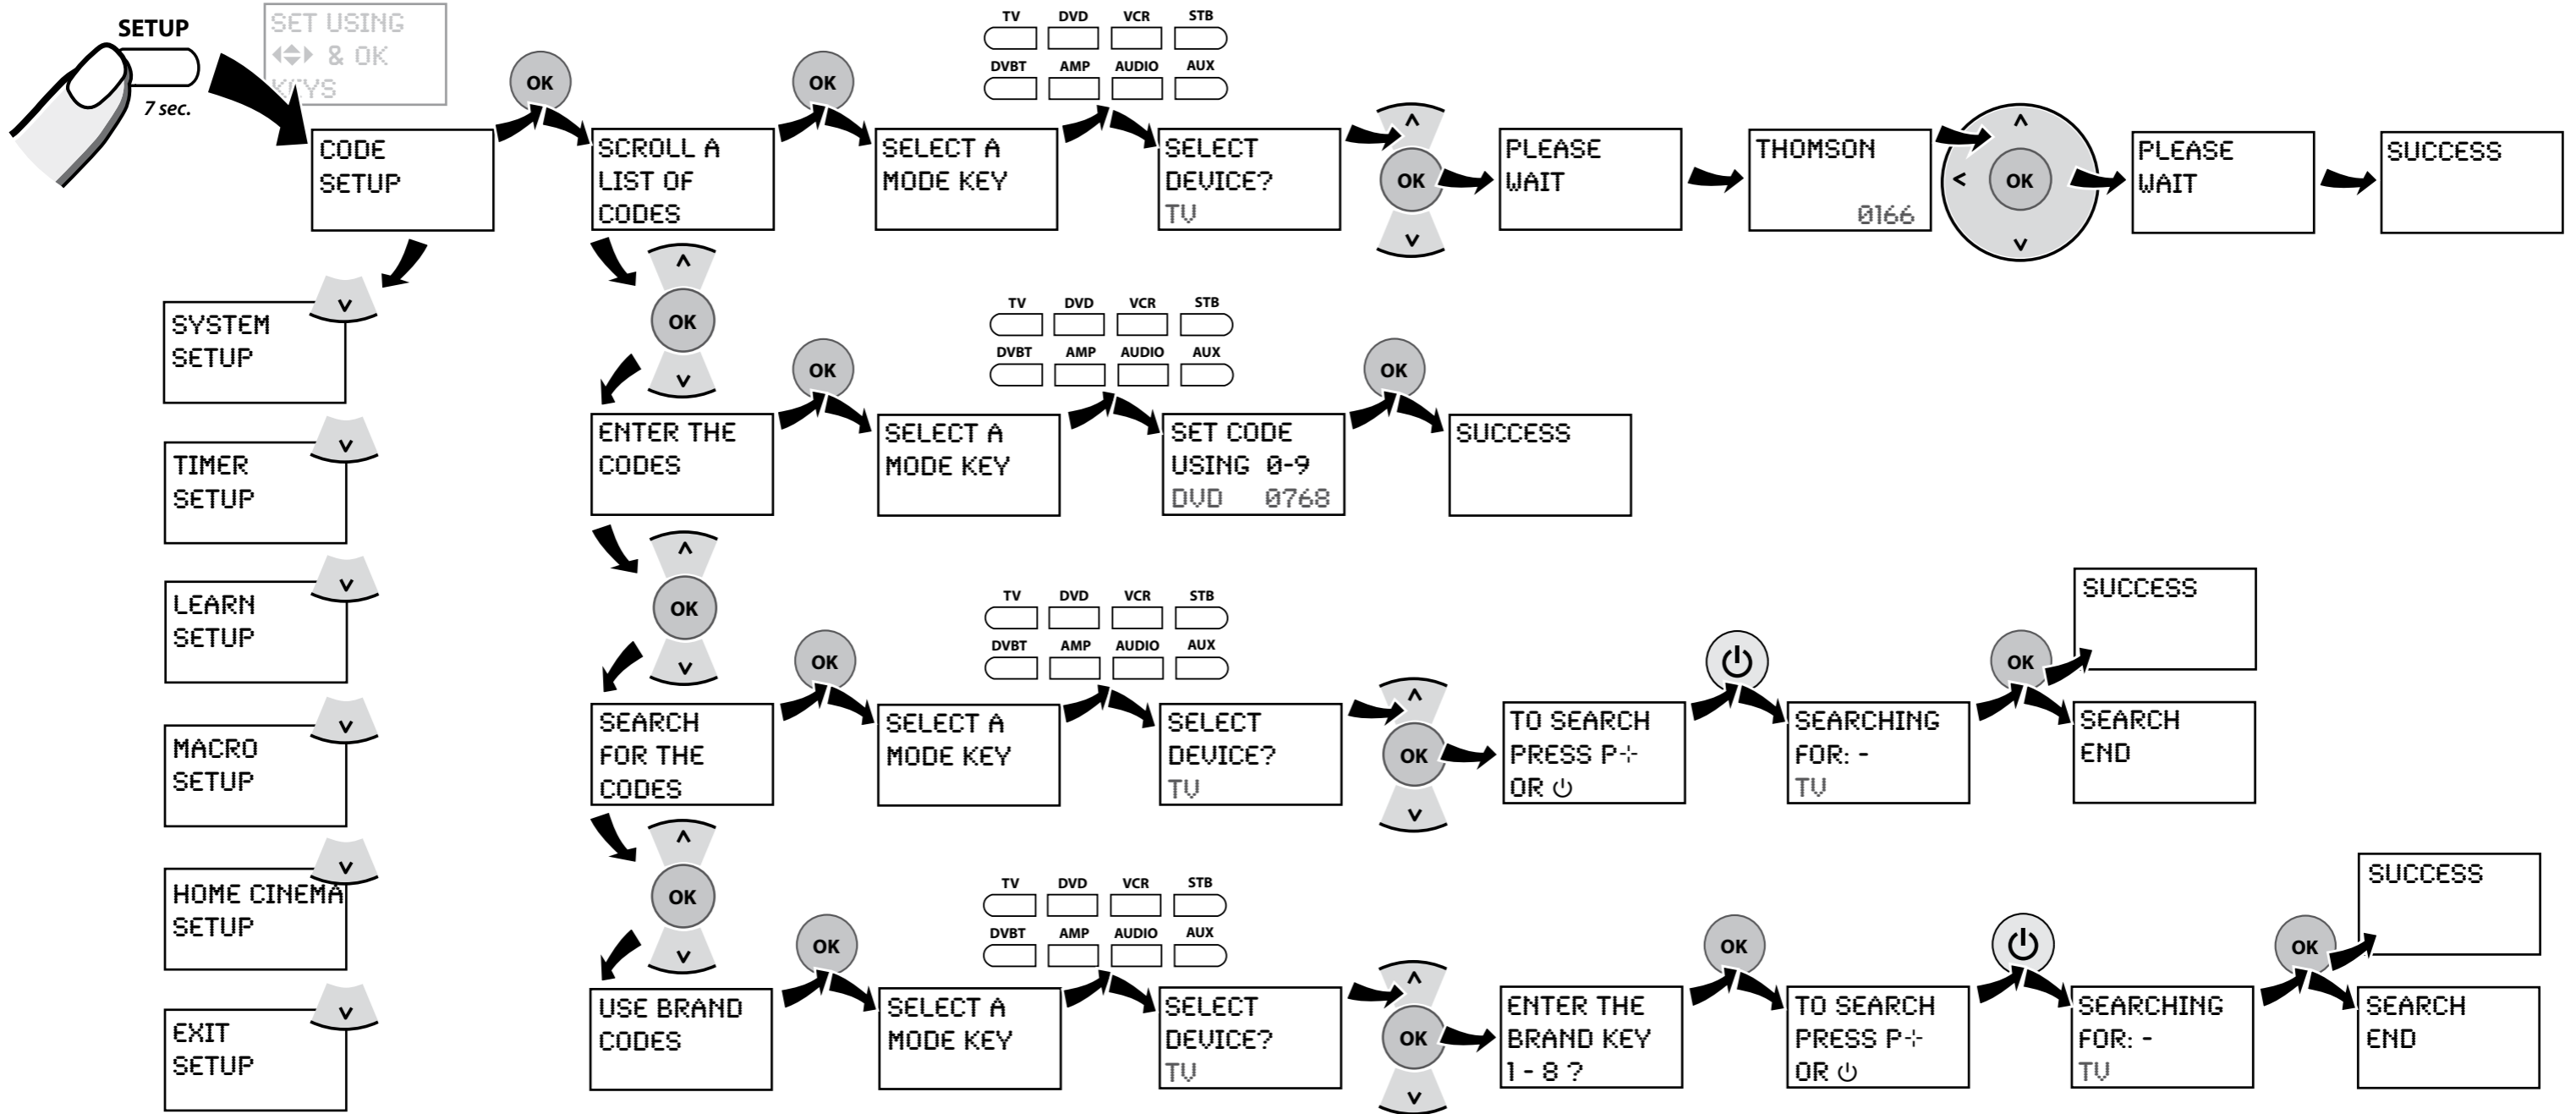 SETUP
7 sec.
SET USING
& OK
KEYS
CODE
SETUP
OK
SCROLL A
LIST OF
CODES
OK
SELECT A
MODE KEY
TV DVD VCR STB
DVBT AMP AUDIO AUX
SELECT
DEVICE?
TV
OK
PLEASE
WAIT
THOMSON
0166
OK
PLEASE
WAIT
SUCCESS
SYSTEM
SETUP
TIMER
SETUP
LEARN
SETUP
MACRO
SETUP
HOME CINEMA
SETUP
EXIT
SETUP
OK
ENTER THE
CODES
OK
SELECT A
MODE KEY
TV DVD VCR STB
DVBT AMP AUDIO AUX
SET CODE
USING 0-9
DVD 0768
OK
SUCCESS
OK
SEARCH
FOR THE
CODES
OK
SELECT A
MODE KEY
TV DVD VCR STB
DVBT AMP AUDIO AUX
SELECT
DEVICE?
TV
OK
TO SEARCH
PRESS P+
OR ⏻
SEARCHING
FOR: -
TV
OK
SUCCESS
SEARCH
END
OK
USE BRAND
CODES
OK
SELECT A
MODE KEY
TV DVD VCR STB
DVBT AMP AUDIO AUX
SELECT
DEVICE?
TV
OK
ENTER THE
BRAND KEY
1 - 8 ?
OK
TO SEARCH
PRESS P+
OR ⏻
SEARCHING
FOR: -
TV
OK
SUCCESS
SEARCH
END